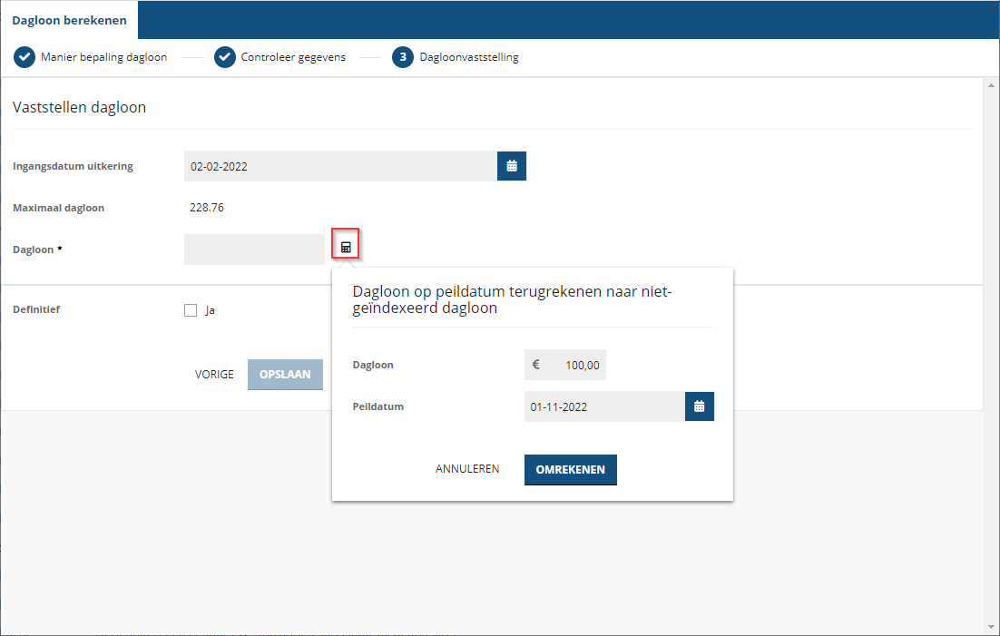 Dagloon berekenen
Manier bepaling dagloon
Controleer gegevens
3 Dagloonvaststelling
Vaststellen dagloon
Ingangsdatum uitkering 02-02-2022
Maximaal dagloon 228.76
Dagloon *
Dagloon op peildatum terugrekenen naar niet-
geïndexeerd dagloon
Definitief Ja
Dagloon € 100,00
VORIGE OPSLAAN
Peildatum 01-11-2022
ANNULEREN OMREKENEN